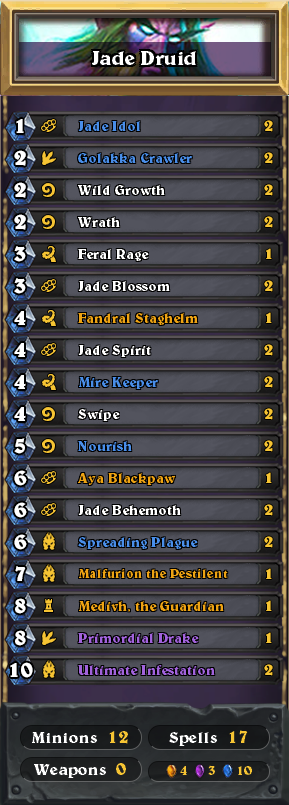 Jade Druid
1 Jade Idol 2
2 Golakka Crawler 2
2 Wild Growth 2
2 Wrath 2
3 Feral Rage 1
3 Jade Blossom 2
4 Fandral Staghelm 1
4 Jade Spirit 2
4 Mire Keeper 2
4 Swipe 2
5 Nourish 2
6 Aya Blackpaw 1
6 Jade Behemoth 2
6 Spreading Plague 2
7 Malfurion the Pestilent 1
8 Medivh, the Guardian 1
8 Primordial Drake 1
10 Ultimate Infestation 2
Minions 12 Spells 17
Weapons 0 4 3 10